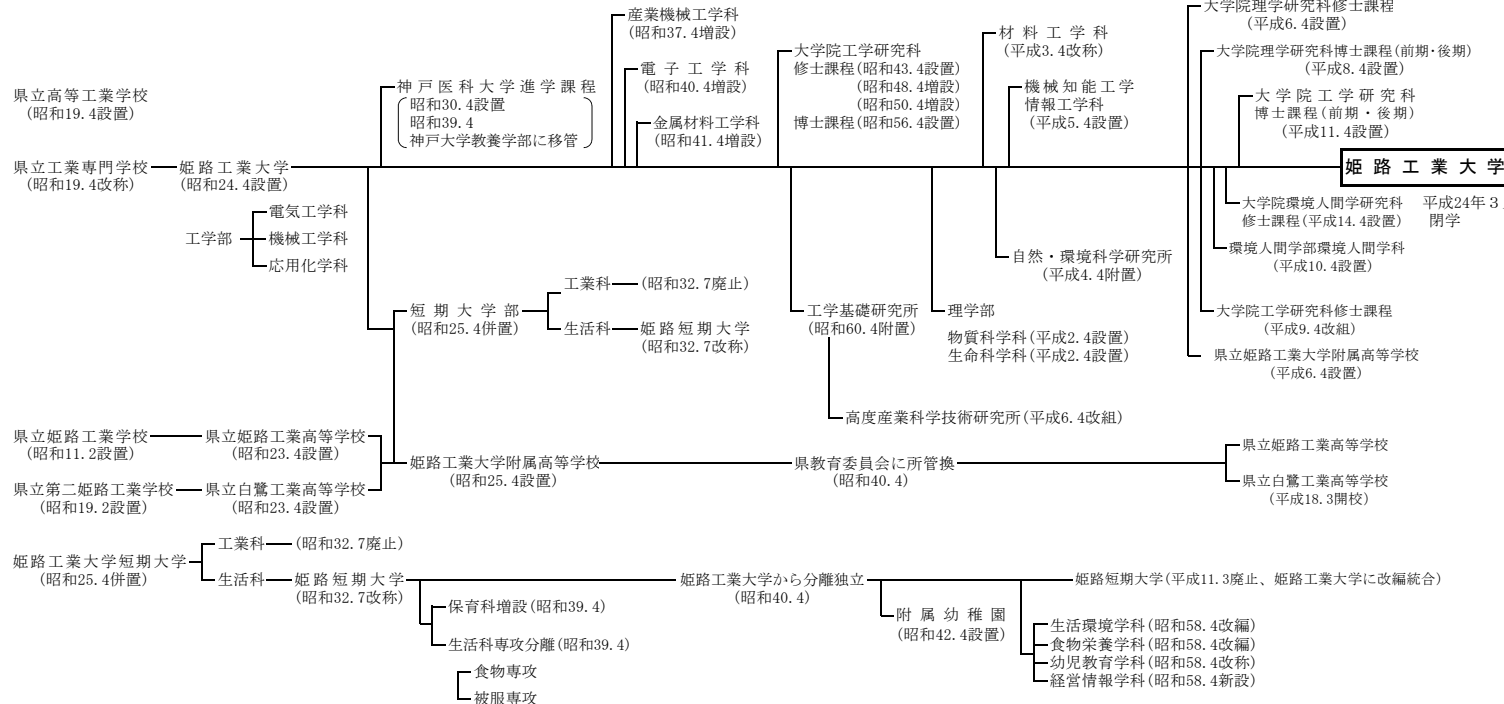 県立高等工業学校
(昭和19.4設置)
県立工業専門学校
(昭和19.4改称)
姫路工業大学
(昭和24.4設置)
工学部
電気工学科
機械工学科
応用化学科
神戸医科大学進学課程
昭和30.4設置
昭和39.4
神戸大学教養学部に移管
産業機械工学科
(昭和37.4増設)
電子工学科
(昭和40.4増設)
金属材料工学科
(昭和41.4増設)
大学院工学研究科
修士課程(昭和43.4設置)
(昭和48.4増設)
(昭和50.4増設)
博士課程(昭和56.4設置)
材料工学科
(平成3.4改称)
機械知能工学
情報工学科
(平成5.4設置)
大学院理学研究科修士課程
(平成6.4設置)
大学院理学研究科博士課程(前期・後期)
(平成8.4設置)
大学院工学研究科
博士課程(前期・後期)
(平成11.4設置)
姫路工業大学
平成24年3
閉学
大学院環境人間学研究科
修士課程(平成14.4設置)
環境人間学部環境人間学科
(平成10.4設置)
大学院工学研究科修士課程
(平成9.4改組)
県立姫路工業大学附属高等学校
(平成6.4設置)
自然・環境科学研究所
(平成4.4附置)
理学部
物質科学科(平成2.4設置)
生命科学科(平成2.4設置)
工学基礎研究所
(昭和60.4附置)
高度産業科学技術研究所(平成6.4改組)
短期大学部
(昭和25.4併置)
工業科
(昭和32.7廃止)
生活科
姫路短期大学
(昭和32.7改称)
県立姫路工業学校
(昭和11.2設置)
県立姫路工業高等学校
(昭和23.4設置)
県立第二姫路工業学校
(昭和19.2設置)
県立白鷺工業高等学校
(昭和23.4設置)
姫路工業大学附属高等学校
(昭和25.4設置)
県教育委員会に所管換
(昭和40.4)
県立姫路工業高等学校
県立白鷺工業高等学校
(平成18.3開校)
姫路工業大学短期大学
(昭和25.4併置)
工業科
(昭和32.7廃止)
生活科
姫路短期大学
(昭和32.7改称)
保育科増設(昭和39.4)
生活科専攻分離(昭和39.4)
食物専攻
被服専攻
姫路工業大学から分離独立
(昭和40.4)
附属幼稚園
(昭和42.4設置)
姫路短期大学(平成11.3廃止、姫路工業大学に改編統合)
生活環境学科(昭和58.4改編)
食物栄養学科(昭和58.4改編)
幼児教育学科(昭和58.4改称)
経営情報学科(昭和58.4新設)